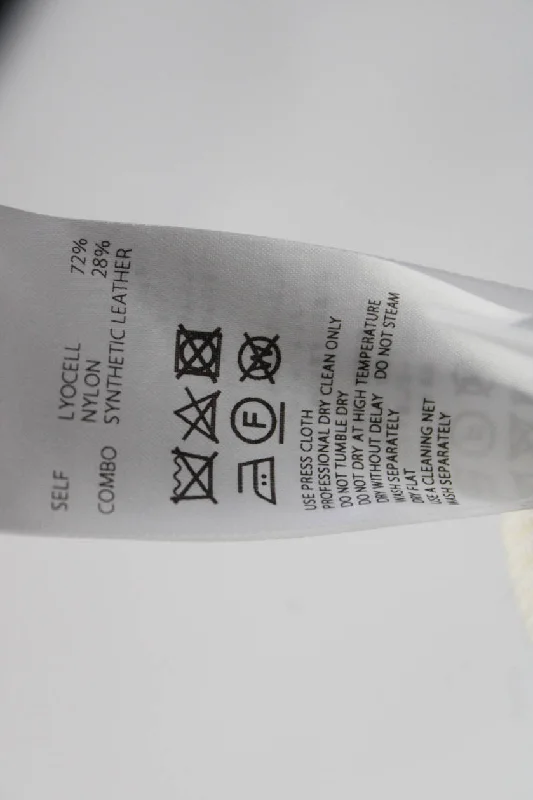 SELF LYOCELL 72%
NYLON 28%
COMBO SYNTHETIC LEATHER
F W
USE PRESS CLOTH
PROFESSIONAL DRY CLEAN ONLY
DO NOT TUMBLE DRY
DO NOT DRY AT HIGH TEMPERATURE
DRY WITHOUT DELAY DO NOT STEAM
WASH SEPARATELY
DRY FLAT
USE A CLEANING NET
WASH SEPARATELY